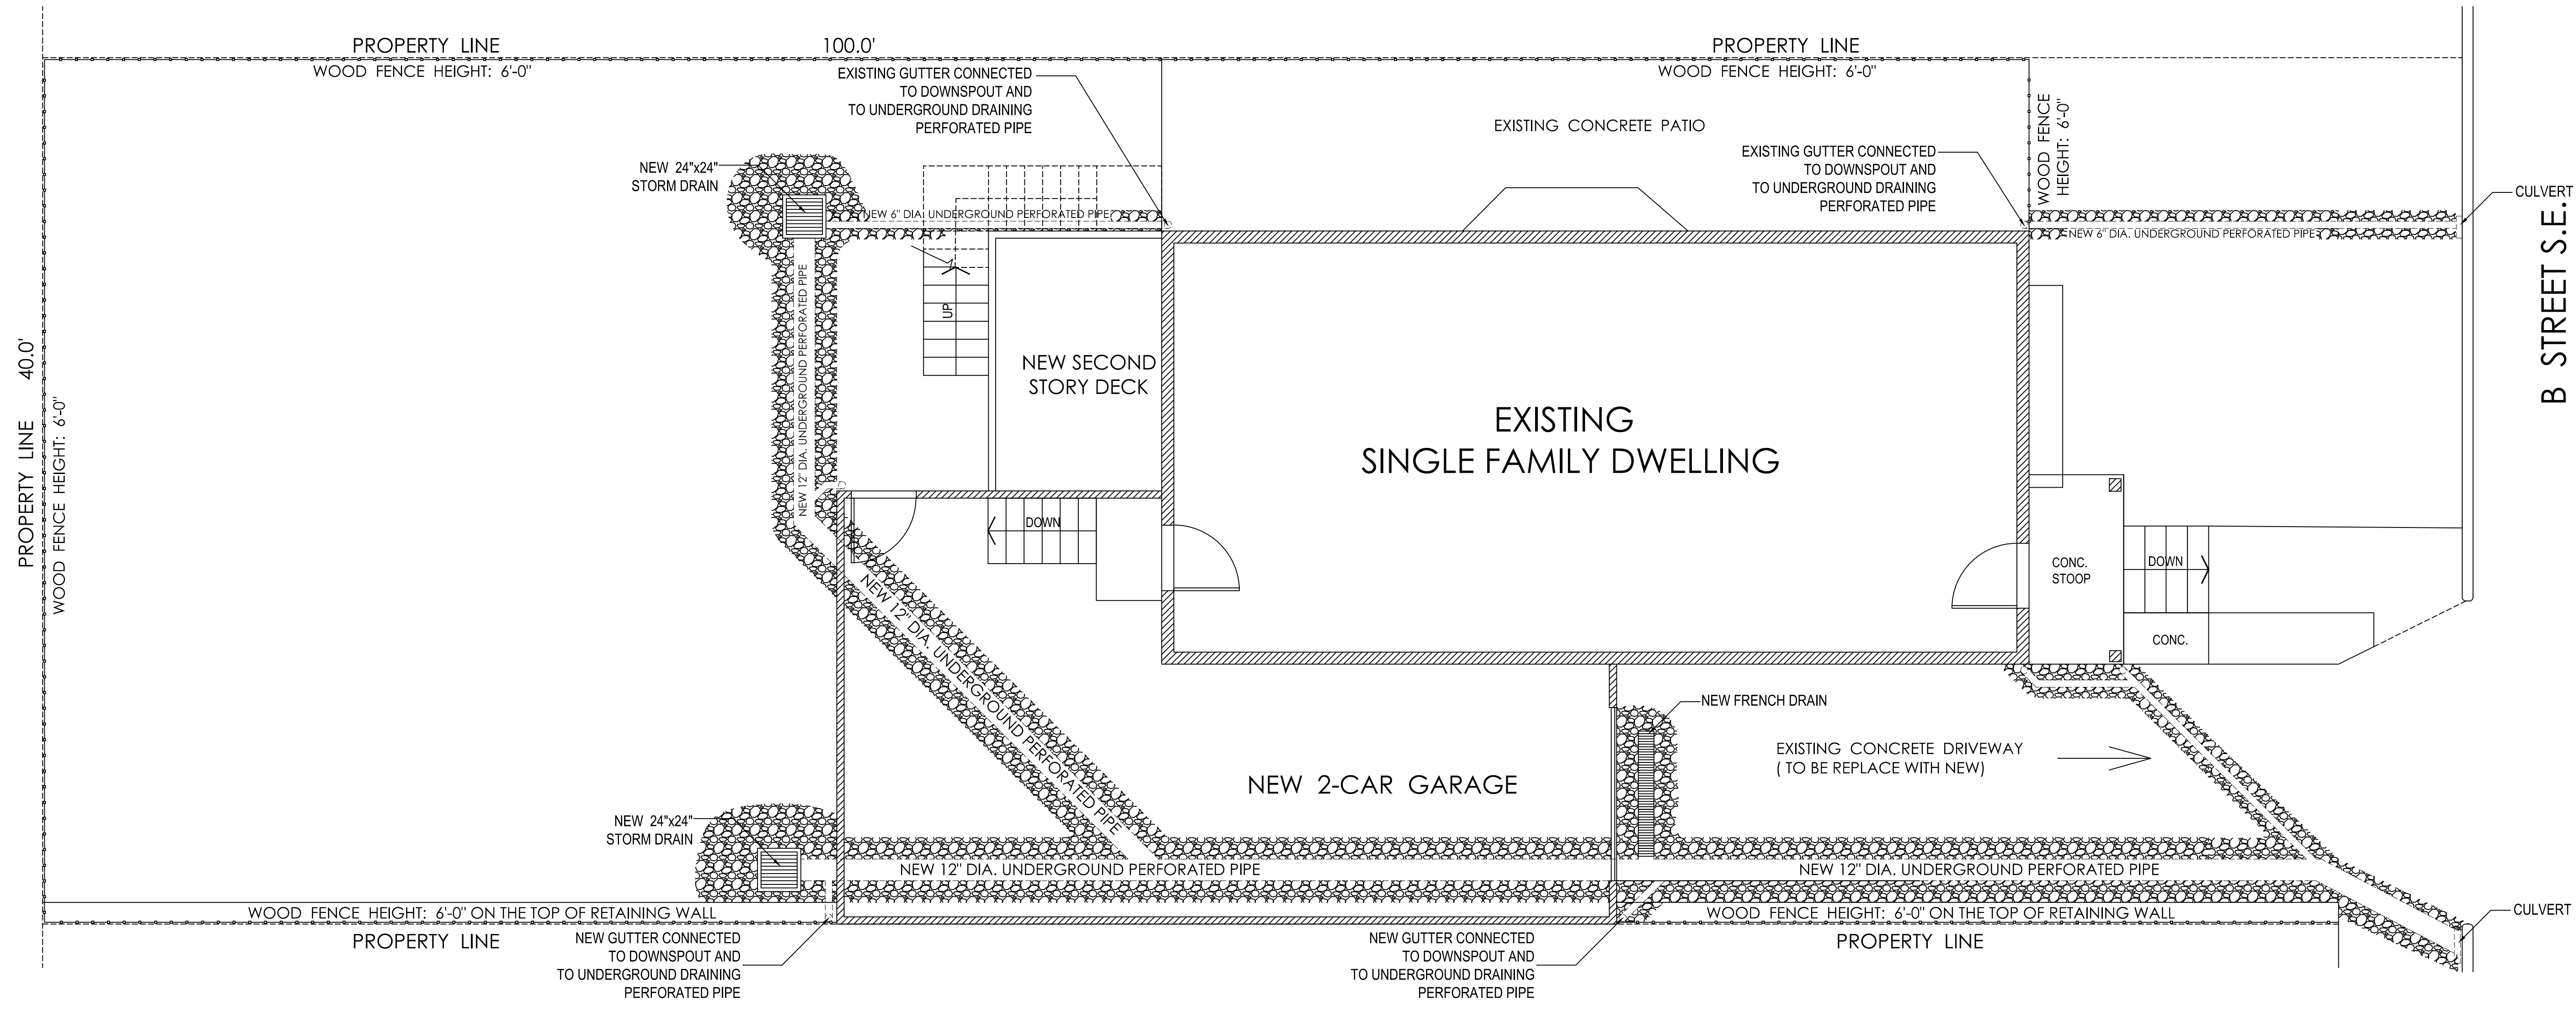 PROPERTY LINE
100.0'
PROPERTY LINE
WOOD FENCE HEIGHT: 6'-0"
WOOD FENCE HEIGHT: 6'-0"
EXISTING GUTTER CONNECTED
TO DOWNSPOUT AND
TO UNDERGROUND DRAINING
PERFORATED PIPE
EXISTING CONCRETE PATIO
WOOD FENCE
HEIGHT: 6'-0"
EXISTING GUTTER CONNECTED
TO DOWNSPOUT AND
TO UNDERGROUND DRAINING
PERFORATED PIPE
NEW 24"x24"
STORM DRAIN
CULVERT
NEW 6" DIA. UNDERGROUND PERFORATED PIPE
NEW 6" DIA. UNDERGROUND PERFORATED PIPE
B STREET S.E.
NEW 12" DIA. UNDERGROUND PERFORATED PIPE
UP
NEW SECOND
STORY DECK
PROPERTY LINE 40.0'
WOOD FENCE HEIGHT: 6'-0"
EXISTING
SINGLE FAMILY DWELLING
DOWN
CONC.
STOOP
DOWN
CONC.
NEW 12" DIA. UNDERGROUND PERFORATED PIPE
NEW FRENCH DRAIN
EXISTING CONCRETE DRIVEWAY
( TO BE REPLACE WITH NEW)
NEW 2-CAR GARAGE
NEW 24"x24"
STORM DRAIN
NEW 12" DIA. UNDERGROUND PERFORATED PIPE
NEW 12" DIA. UNDERGROUND PERFORATED PIPE
WOOD FENCE HEIGHT: 6'-0" ON THE TOP OF RETAINING WALL
WOOD FENCE HEIGHT: 6'-0" ON THE TOP OF RETAINING WALL
CULVERT
PROPERTY LINE
PROPERTY LINE
NEW GUTTER CONNECTED
TO DOWNSPOUT AND
TO UNDERGROUND DRAINING
PERFORATED PIPE
NEW GUTTER CONNECTED
TO DOWNSPOUT AND
TO UNDERGROUND DRAINING
PERFORATED PIPE